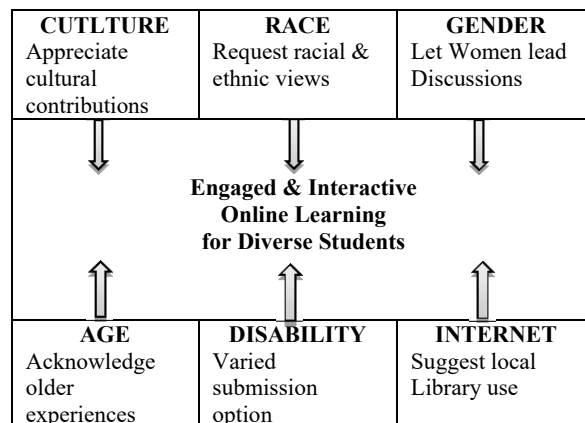 CUTLTURE
Appreciate
cultural
contributions
RACE
Request racial &
ethnic views
GENDER
Let Women lead
Discussions
Engaged & Interactive
Online Learning
for Diverse Students
AGE
Acknowledge
older
experiences
DISABILITY
Varied
submission
option
INTERNET
Suggest local
Library use